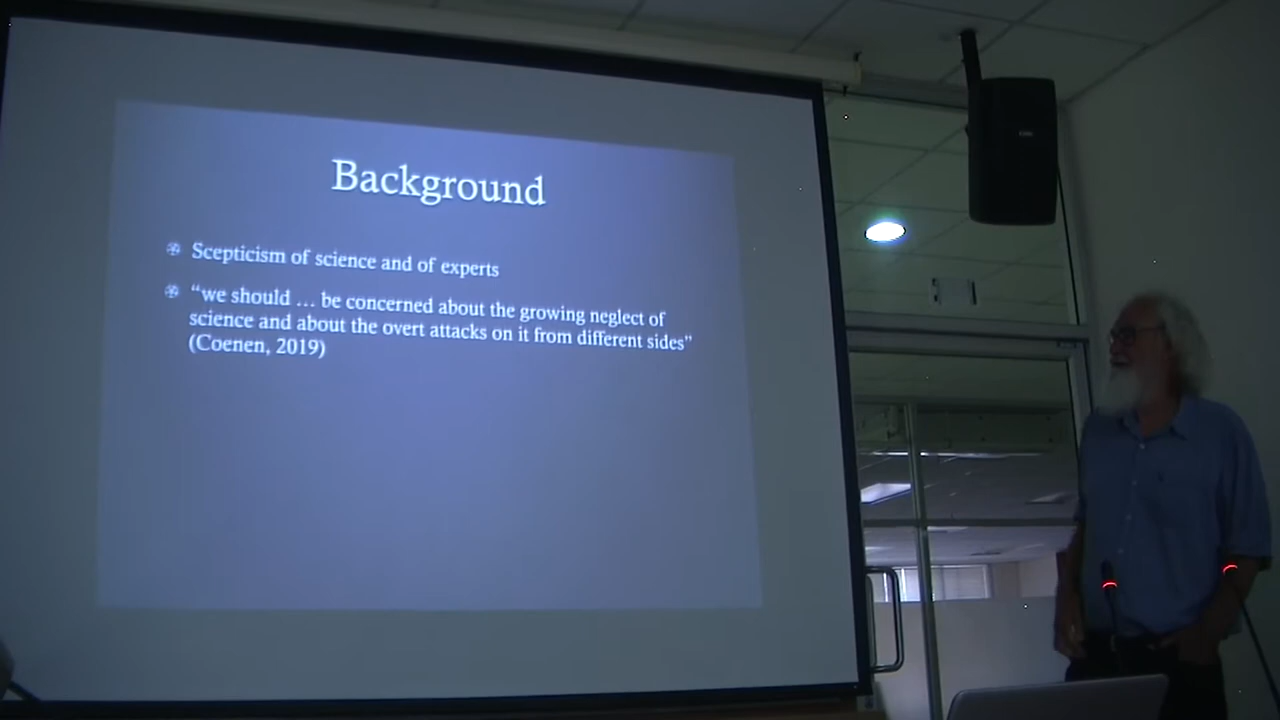 Background
Scepticism of science and of experts
“we should ... be concerned about the growing neglect of
science and about the overt attacks on it from different sides”
(Coenen, 2019)